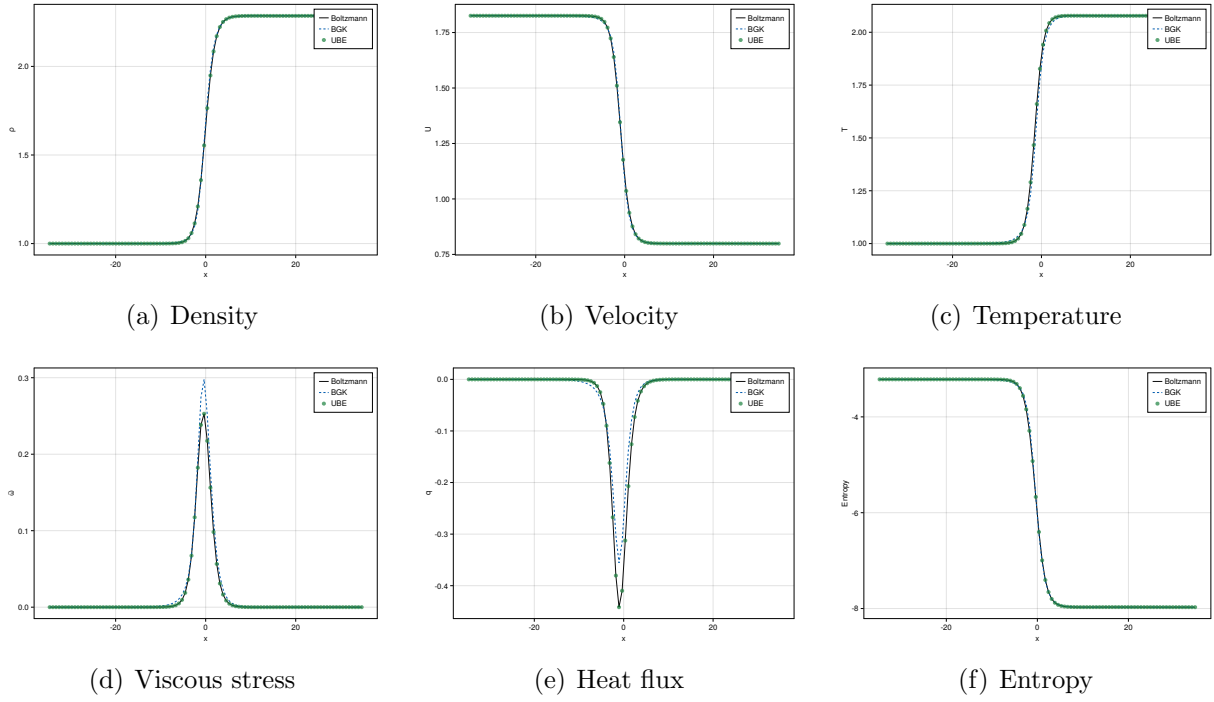 2.0
1.5
1.0
ρ
-20
0
20
x
Boltzmann
BGK
UBE
(a) Density
1.75
1.50
1.25
1.00
0.75
U
-20
0
20
x
Boltzmann
BGK
UBE
(b) Velocity
2.00
1.75
1.50
1.25
1.00
T
-20
0
20
x
Boltzmann
BGK
UBE
(c) Temperature
0.3
0.2
0.1
0.0
-20
0
20
x
Boltzmann
BGK
UBE
(d) Viscous stress
0.0
-0.1
-0.2
-0.3
-0.4
q
-20
0
20
x
Boltzmann
BGK
UBE
(e) Heat flux
-4
-6
-8
Entropy
-20
0
20
x
Boltzmann
BGK
UBE
(f) Entropy